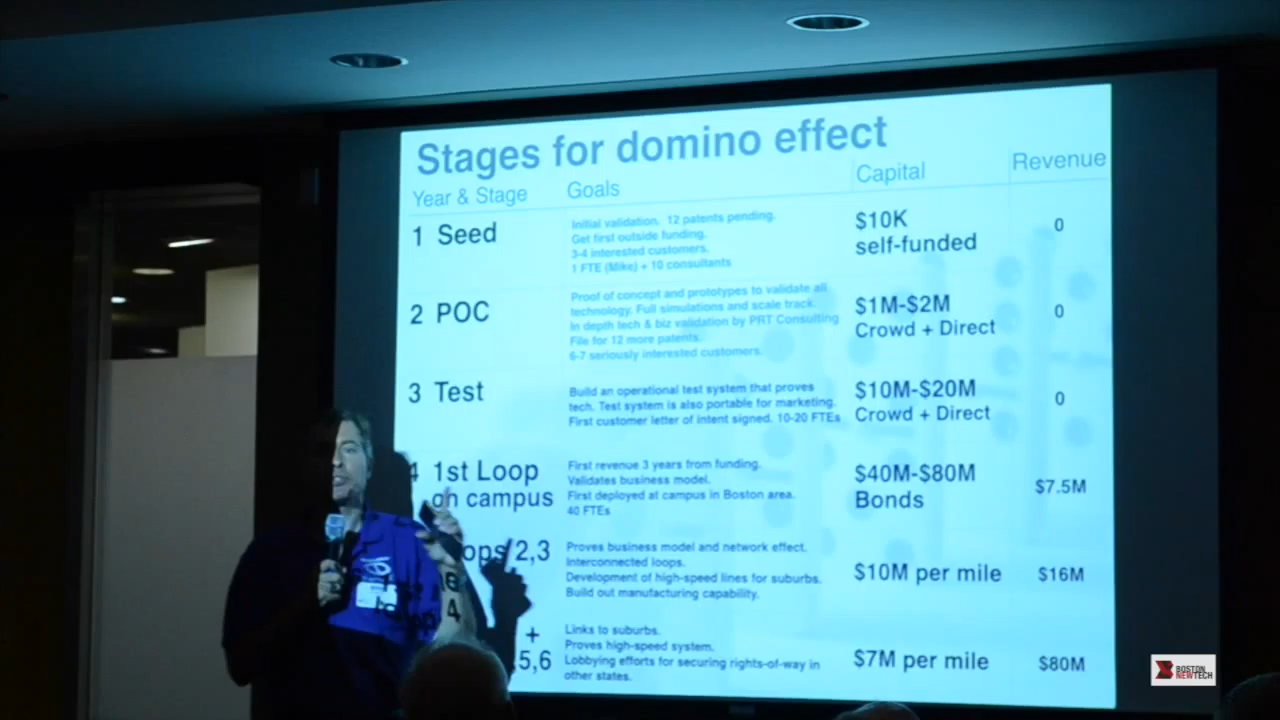 Stages for domino effect
Year & Stage Goals Capital Revenue
1 Seed
Initial validation. 12 patents pending.
Get first outside funding.
3-4 interested customers.
1 FTE (Mike) + 10 consultants
$10K
self-funded
0
2 POC
Proof of concept and prototypes to validate all
technology. Full simulations and scale track.
In depth tech & biz validation by PRT Consulting
File for 12 more patents.
6-7 seriously interested customers.
$1M-$2M
Crowd + Direct
0
3 Test
Build an operational test system that proves
tech. Test system is also portable for marketing.
First customer letter of intent signed. 10-20 FTEs
$10M-$20M
Crowd + Direct
0
4 1st Loop
on campus
First revenue 3 years from funding.
Validates business model.
First deployed at campus in Boston area.
40 FTEs
$40M-$80M
Bonds
$7.5M
ops 2,3
4
Proves business model and network effect.
Interconnected loops.
Development of high-speed lines for suburbs.
Build out manufacturing capability.
$10M per mile
$16M
+
5,6
Links to suburbs.
Proves high-speed system.
Lobbying efforts for securing rights-of-way in
other states.
$7M per mile
$80M
BOSTON
NEWTECH